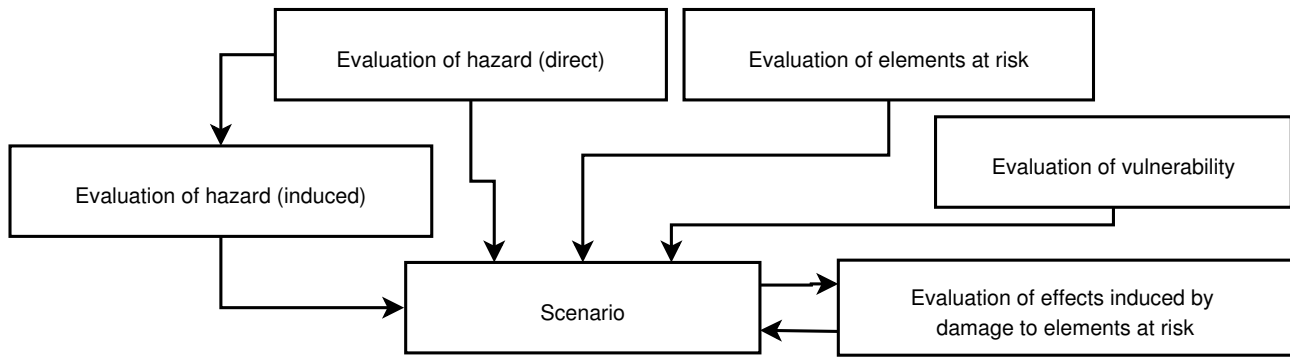 Evaluation of hazard (direct)
Evaluation of elements at risk
Evaluation of vulnerability
Evaluation of hazard (induced)
Scenario
Evaluation of effects induced by
damage to elements at risk